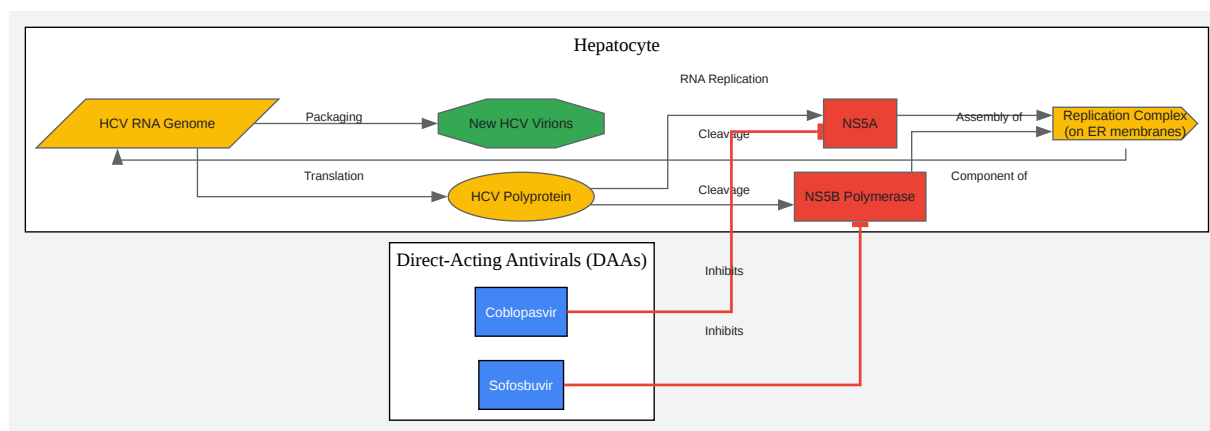 Hepatocyte
RNA Replication
HCV RNA Genome
Packaging
New HCV Virions
Cleavage
NS5A
Assembly of
Replication Complex
(on ER membranes)
Translation
HCV Polyprotein
Cleavage
NS5B Polymerase
Component of
Direct-Acting Antivirals (DAAs)
Inhibits
Coblopasvir
Inhibits
Sofosbuvir